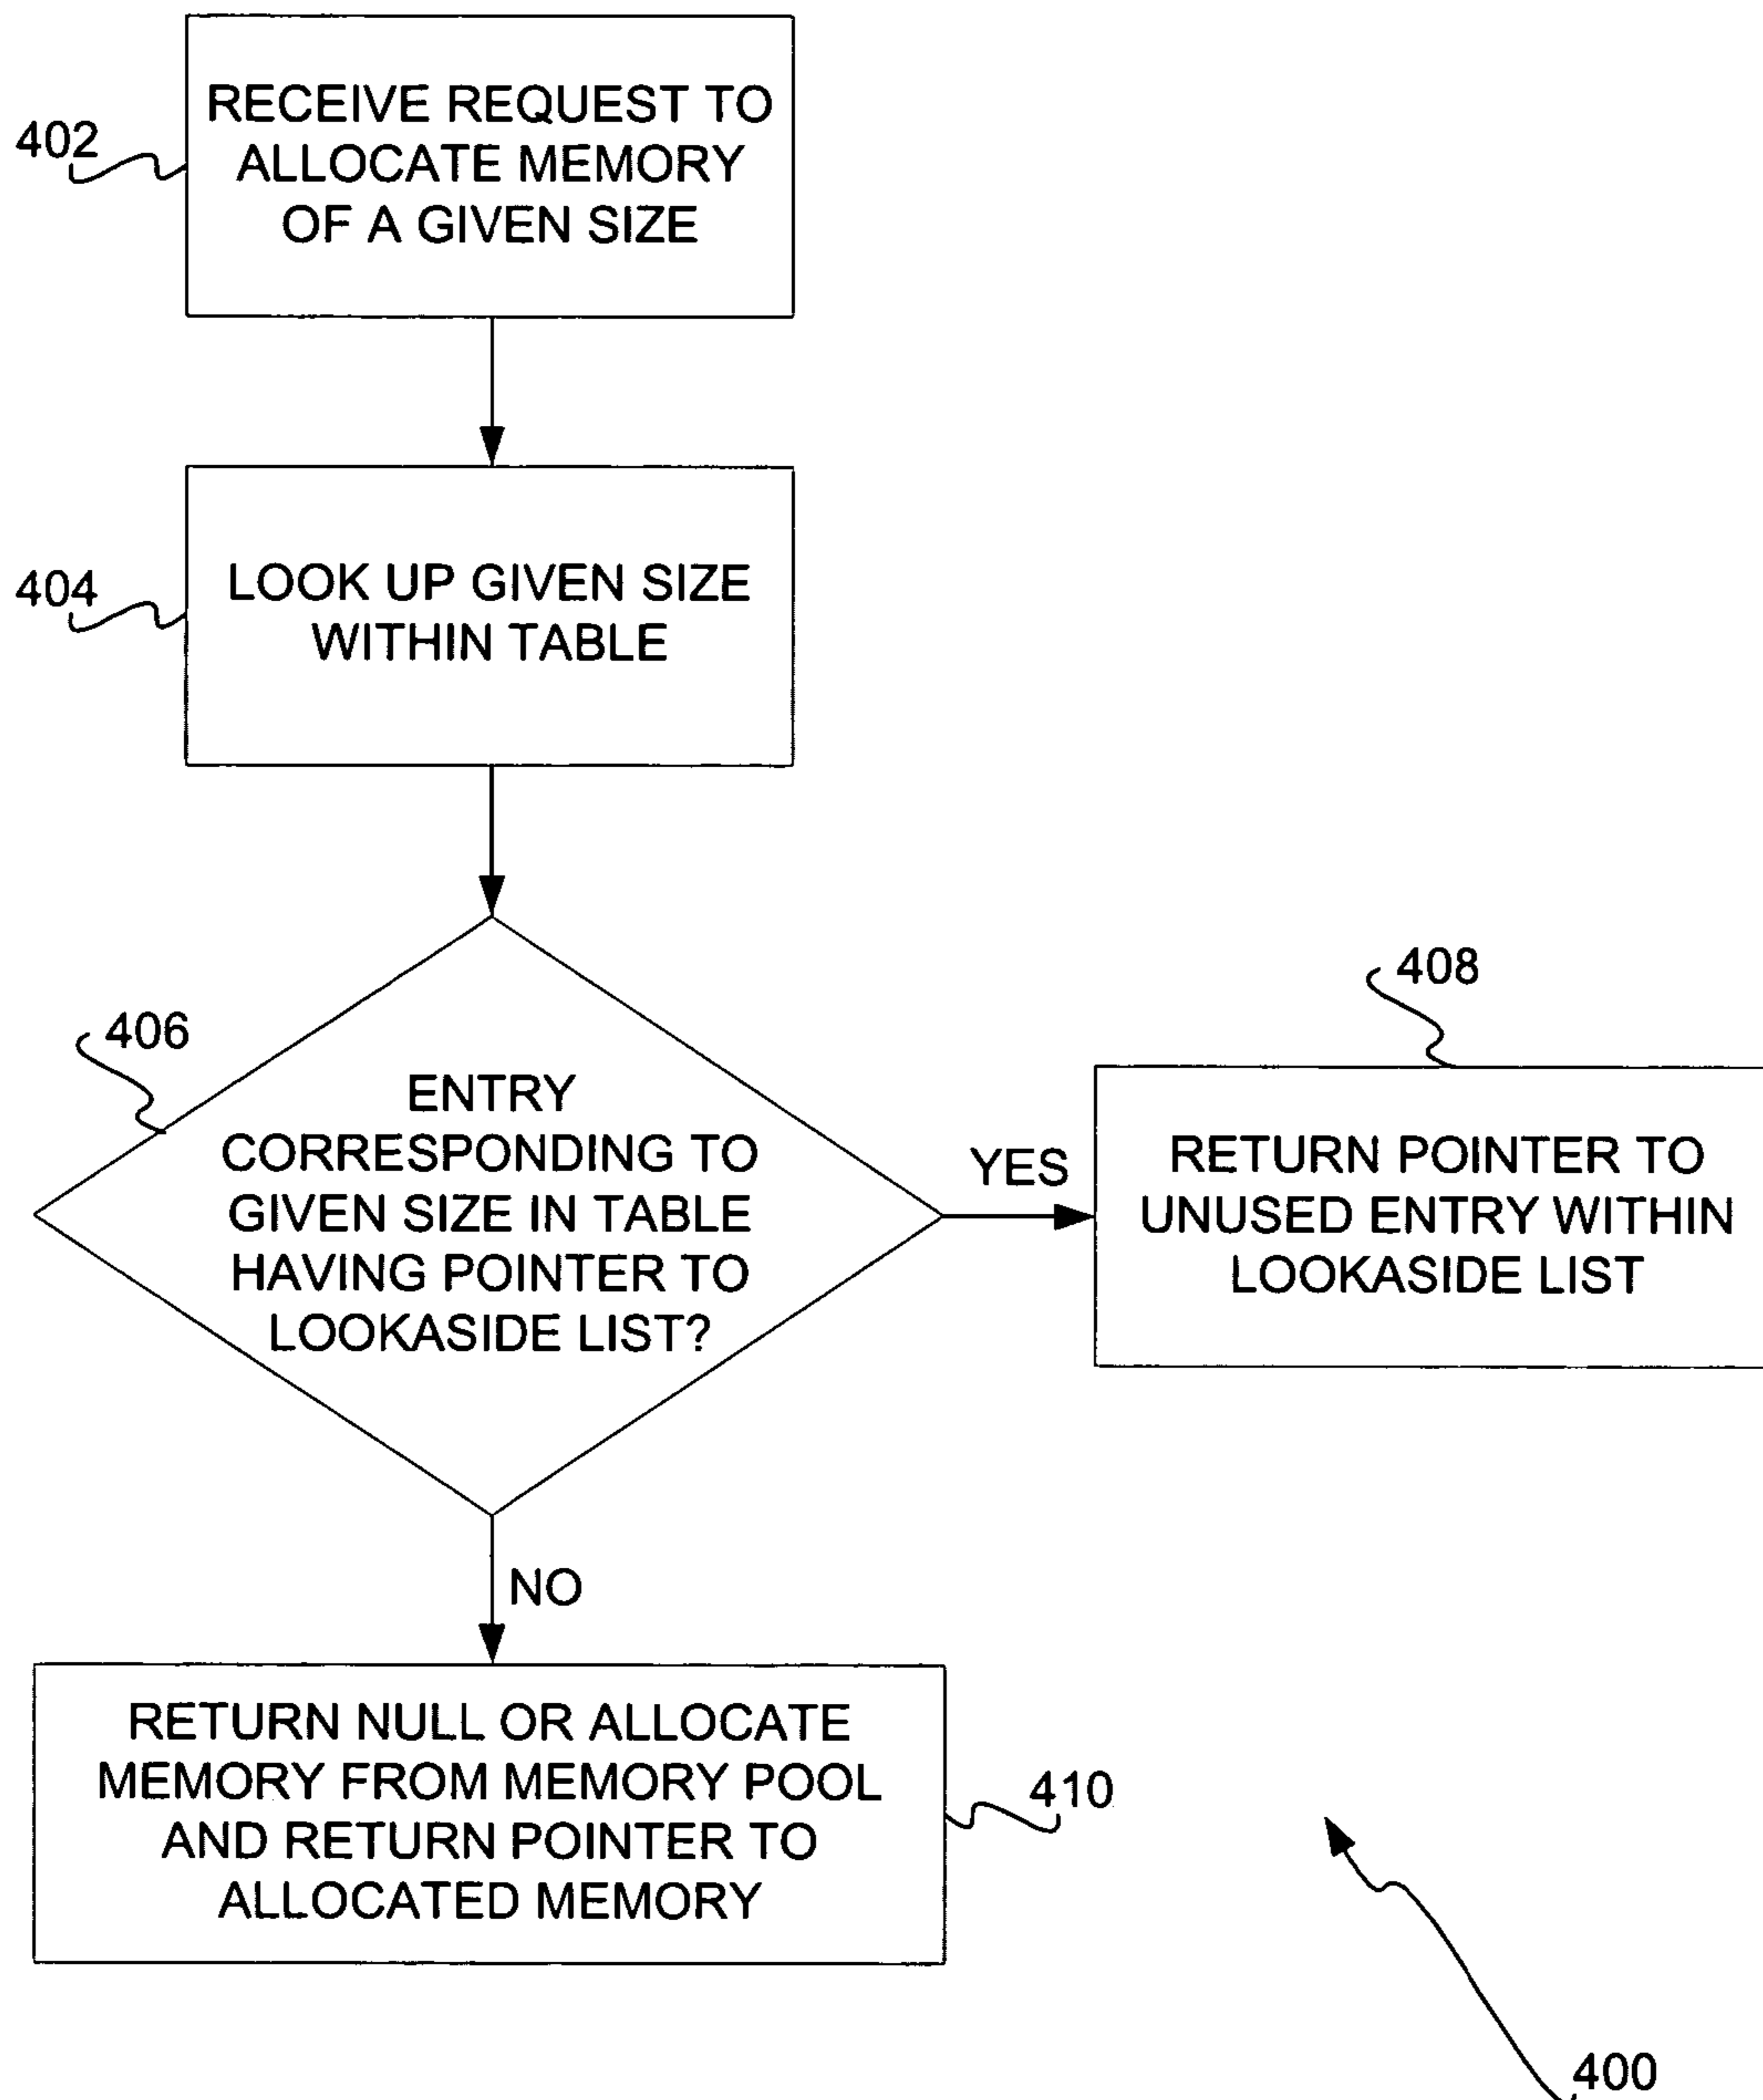 402
RECEIVE REQUEST TO
ALLOCATE MEMORY
OF A GIVEN SIZE
404
LOOK UP GIVEN SIZE
WITHIN TABLE
406
ENTRY
CORRESPONDING TO
GIVEN SIZE IN TABLE
HAVING POINTER TO
LOOKASIDE LIST?
YES
408
RETURN POINTER TO
UNUSED ENTRY WITHIN
LOOKASIDE LIST
NO
RETURN NULL OR ALLOCATE
MEMORY FROM MEMORY POOL
AND RETURN POINTER TO
ALLOCATED MEMORY
410
400